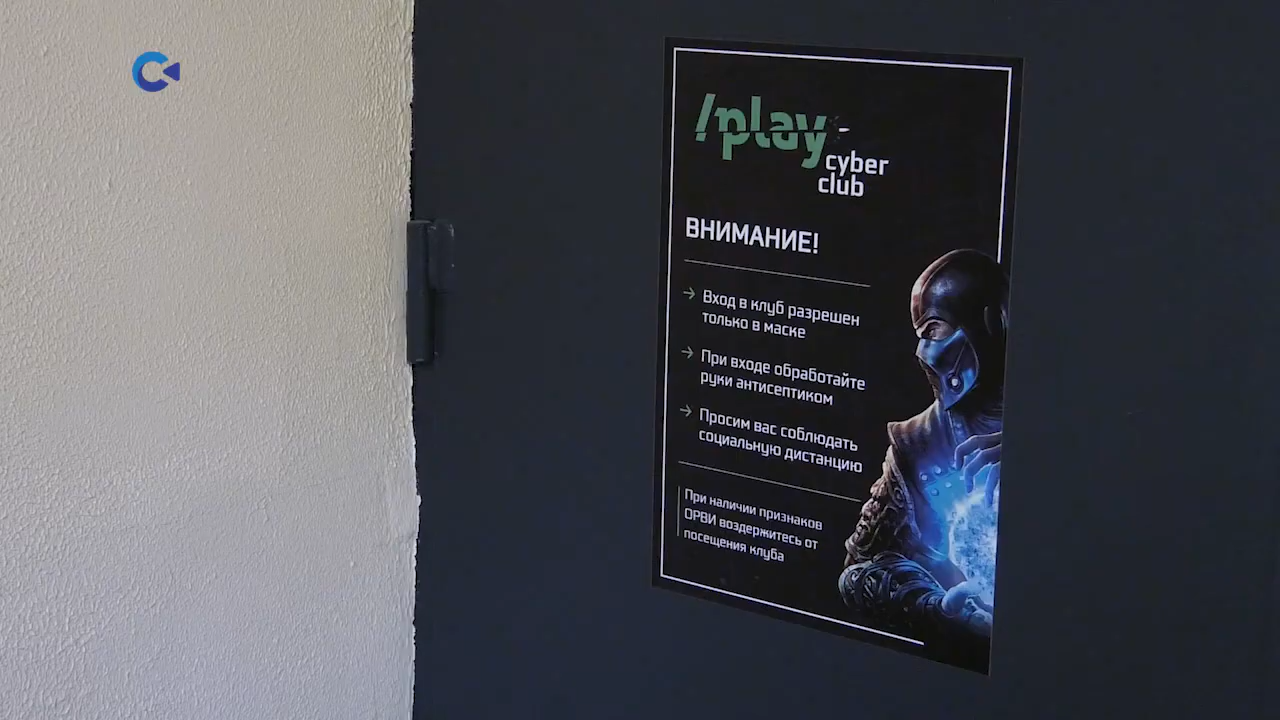 /play
cyber
club
ВНИМАНИЕ!
→ Вход в клуб разрешен
только в маске
→ При входе обработайте
руки антисептиком
→ Просим вас соблюдать
социальную дистанцию
При наличии признаков
ОРВИ воздержитесь от
посещения клуба